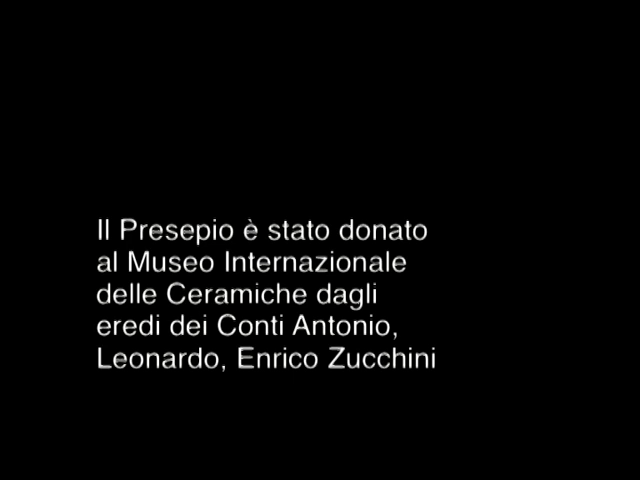 Il Presepio è stato donato
al Museo Internazionale
delle Ceramiche dagli
eredi dei Conti Antonio,
Leonardo, Enrico Zucchini